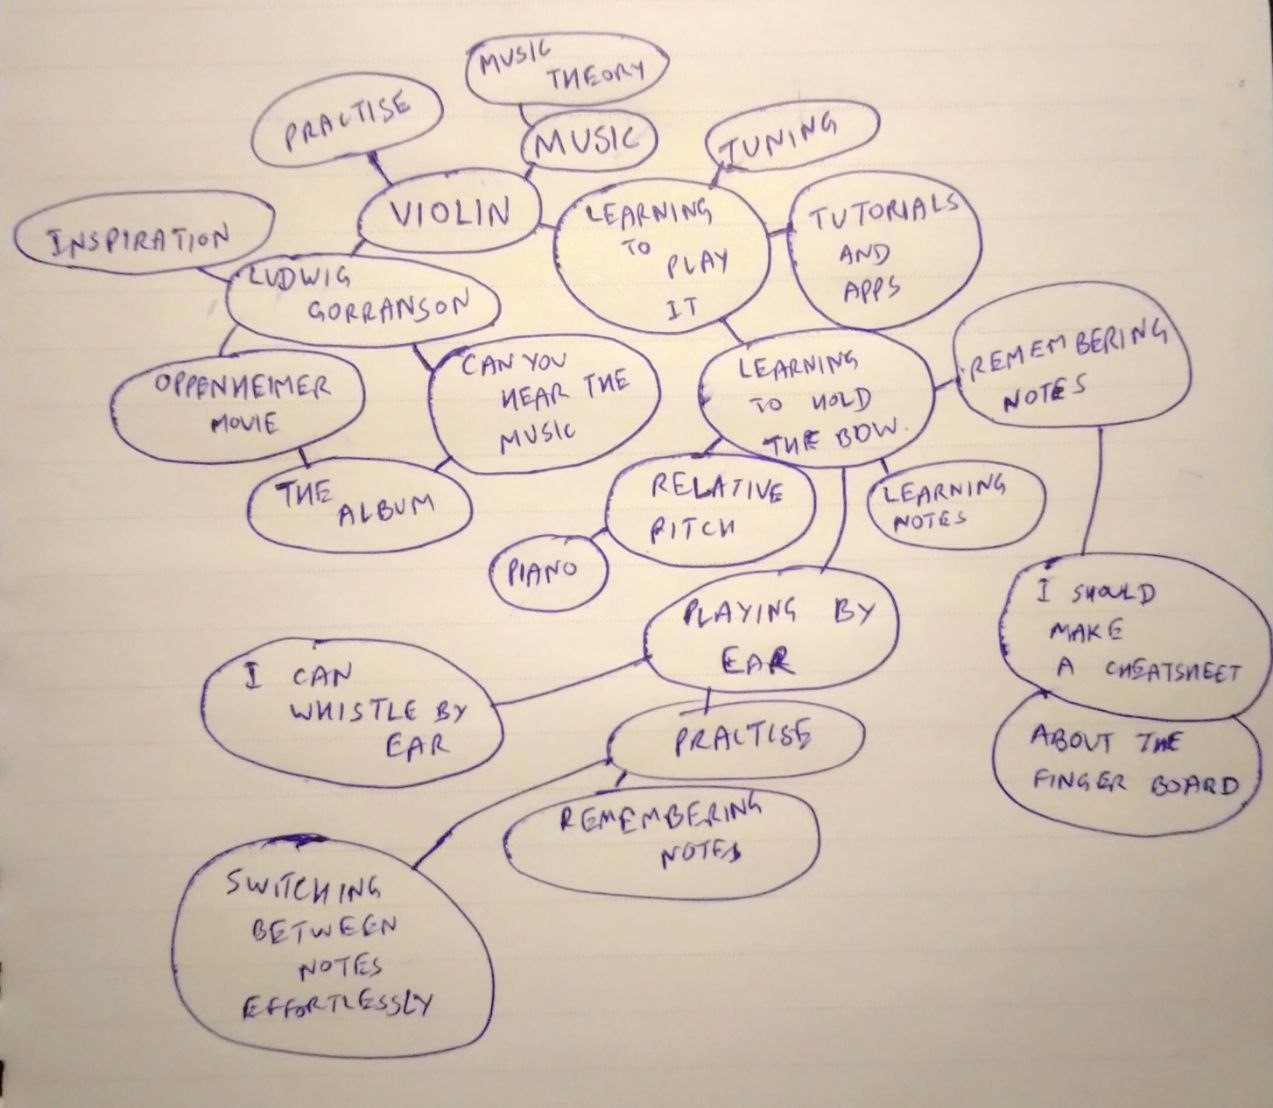 MUSIC
THEORY
PRACTISE
MUSIC
TUNING
VIOLIN
LEARNING
TO
PLAY
IT
TUTORIALS
AND
APPS
INSPIRATION
LUDWIG
GORRANSON
OPPENHEIMER
MOVIE
CAN YOU
HEAR THE
MUSIC
THE
ALBUM
LEARNING
TO HOLD
THE BOW.
REMEMBERING
NOTES
RELATIVE
PITCH
LEARNING
NOTES
PIANO
PLAYING BY
EAR
I SHOULD
MAKE
A CHEATSHEET
ABOUT THE
FINGER BOARD
I CAN
WHISTLE BY
EAR
PRACTISE
REMEMBERING
NOTES
SWITCHING
BETWEEN
NOTES
EFFORTLESSLY